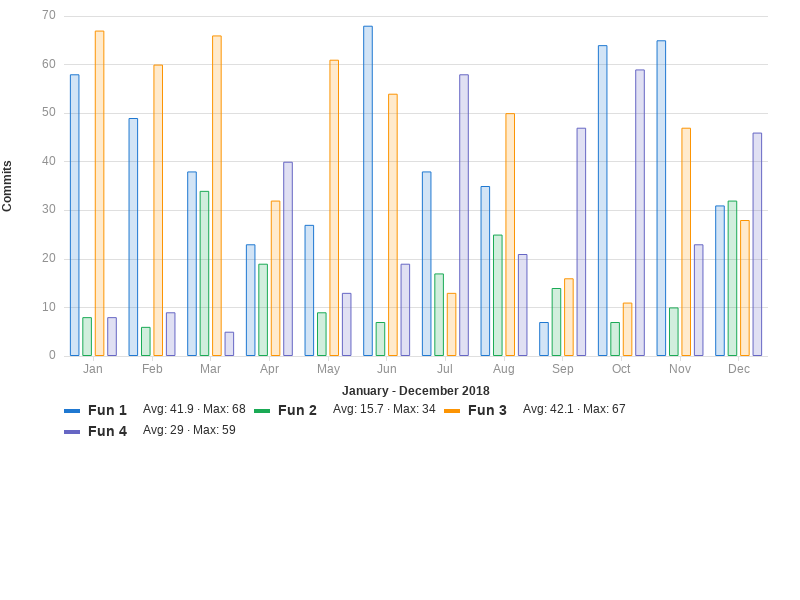 70
60
50
40
30
20
10
0
Commits
Jan Feb Mar Apr May Jun Jul Aug Sep Oct Nov Dec
January - December 2018
Fun 1 Avg: 41.9 · Max: 68 Fun 2 Avg: 15.7 · Max: 34 Fun 3 Avg: 42.1 · Max: 67
Fun 4 Avg: 29 · Max: 59